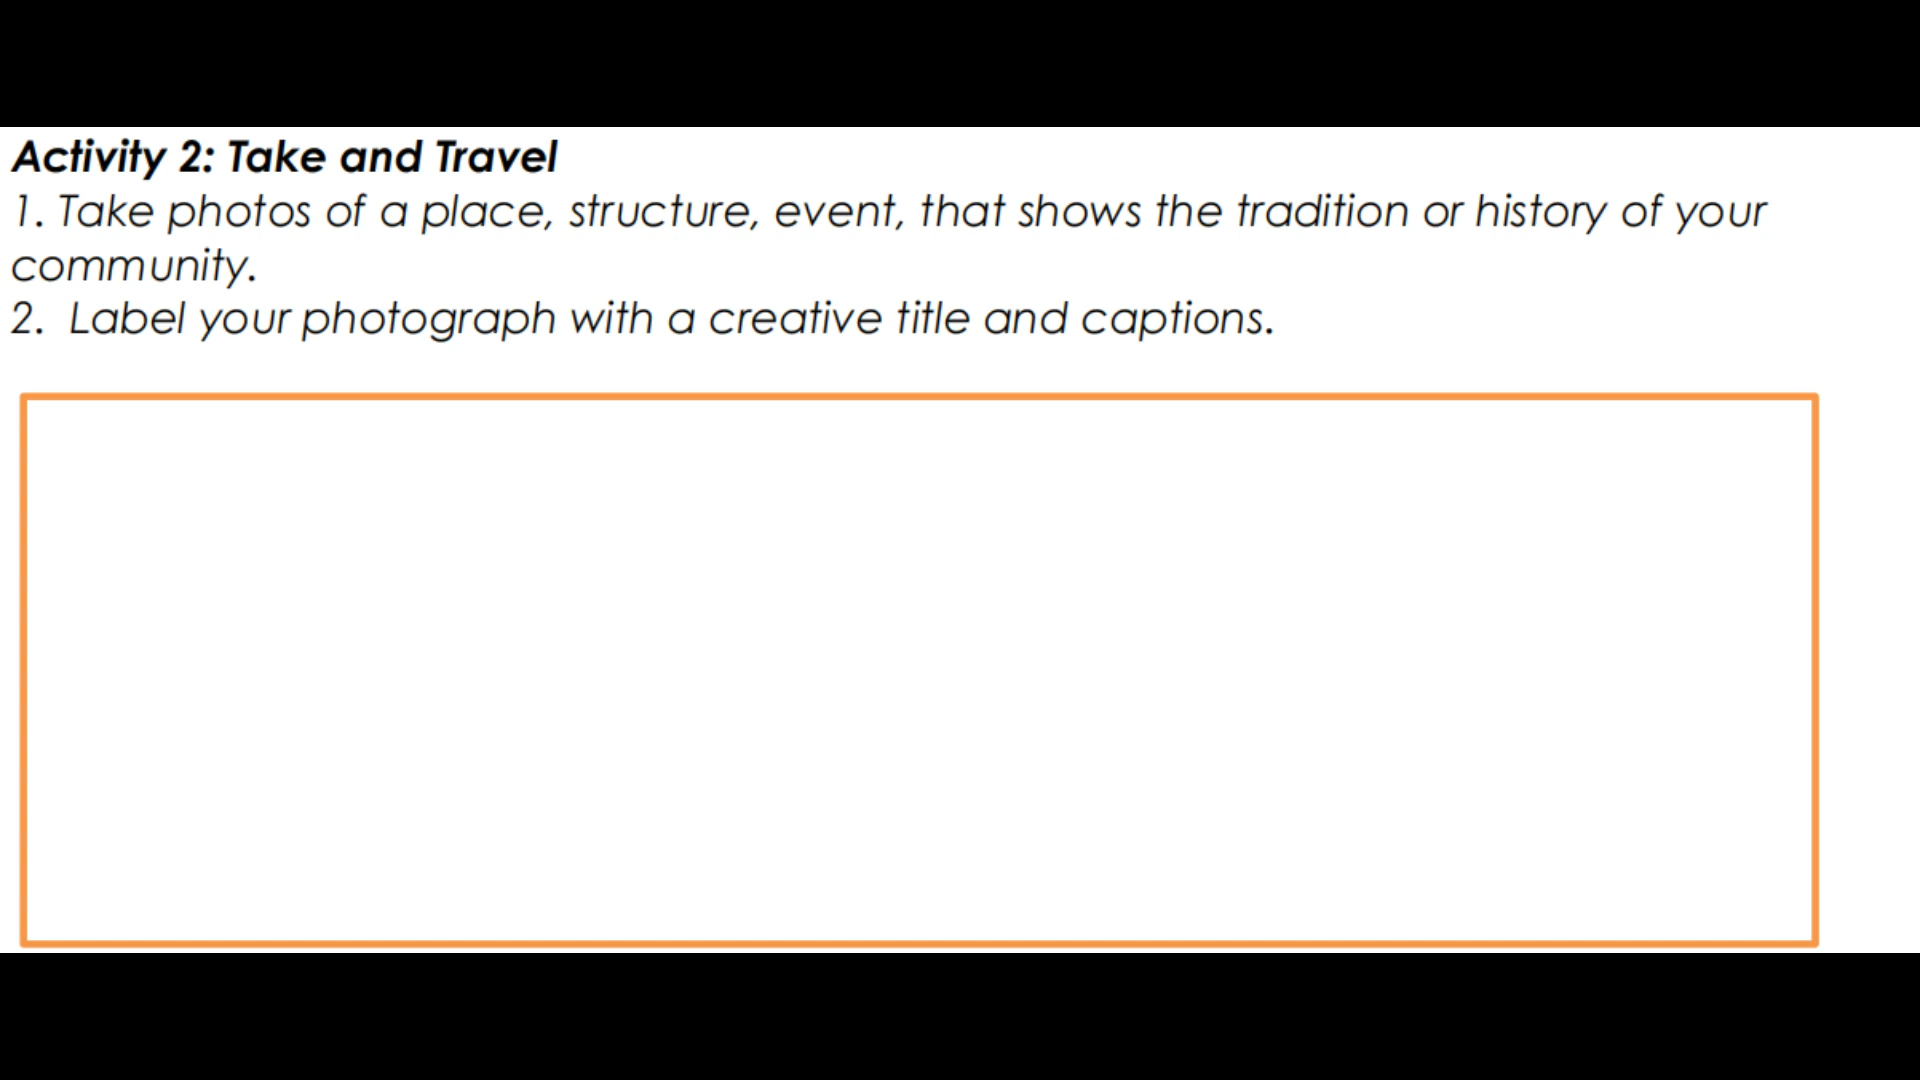 Activity 2: Take and Travel
1. Take photos of a place, structure, event, that shows the tradition or history of your
community.
2. Label your photograph with a creative title and captions.